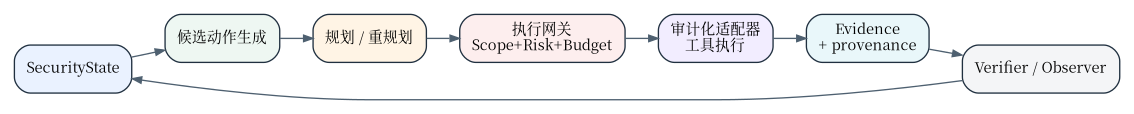 SecurityState
候选动作生成
规划 / 重规划
执行网关
Scope+Risk+Budget
审计化适配器
工具执行
Evidence
+ provenance
Verifier / Observer